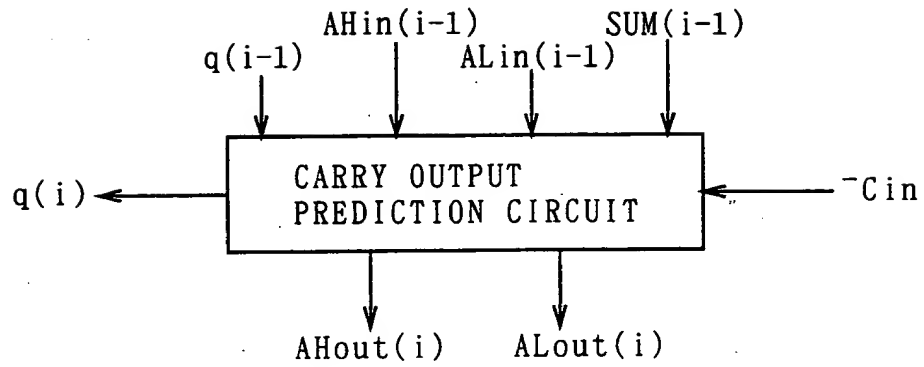 AHin(i-1) SUM(i-1)
q(i-1) ALin(i-1)
CARRY OUTPUT
q(i) ‾Cin
PREDICTION CIRCUIT
AHout(i) ALout(i)